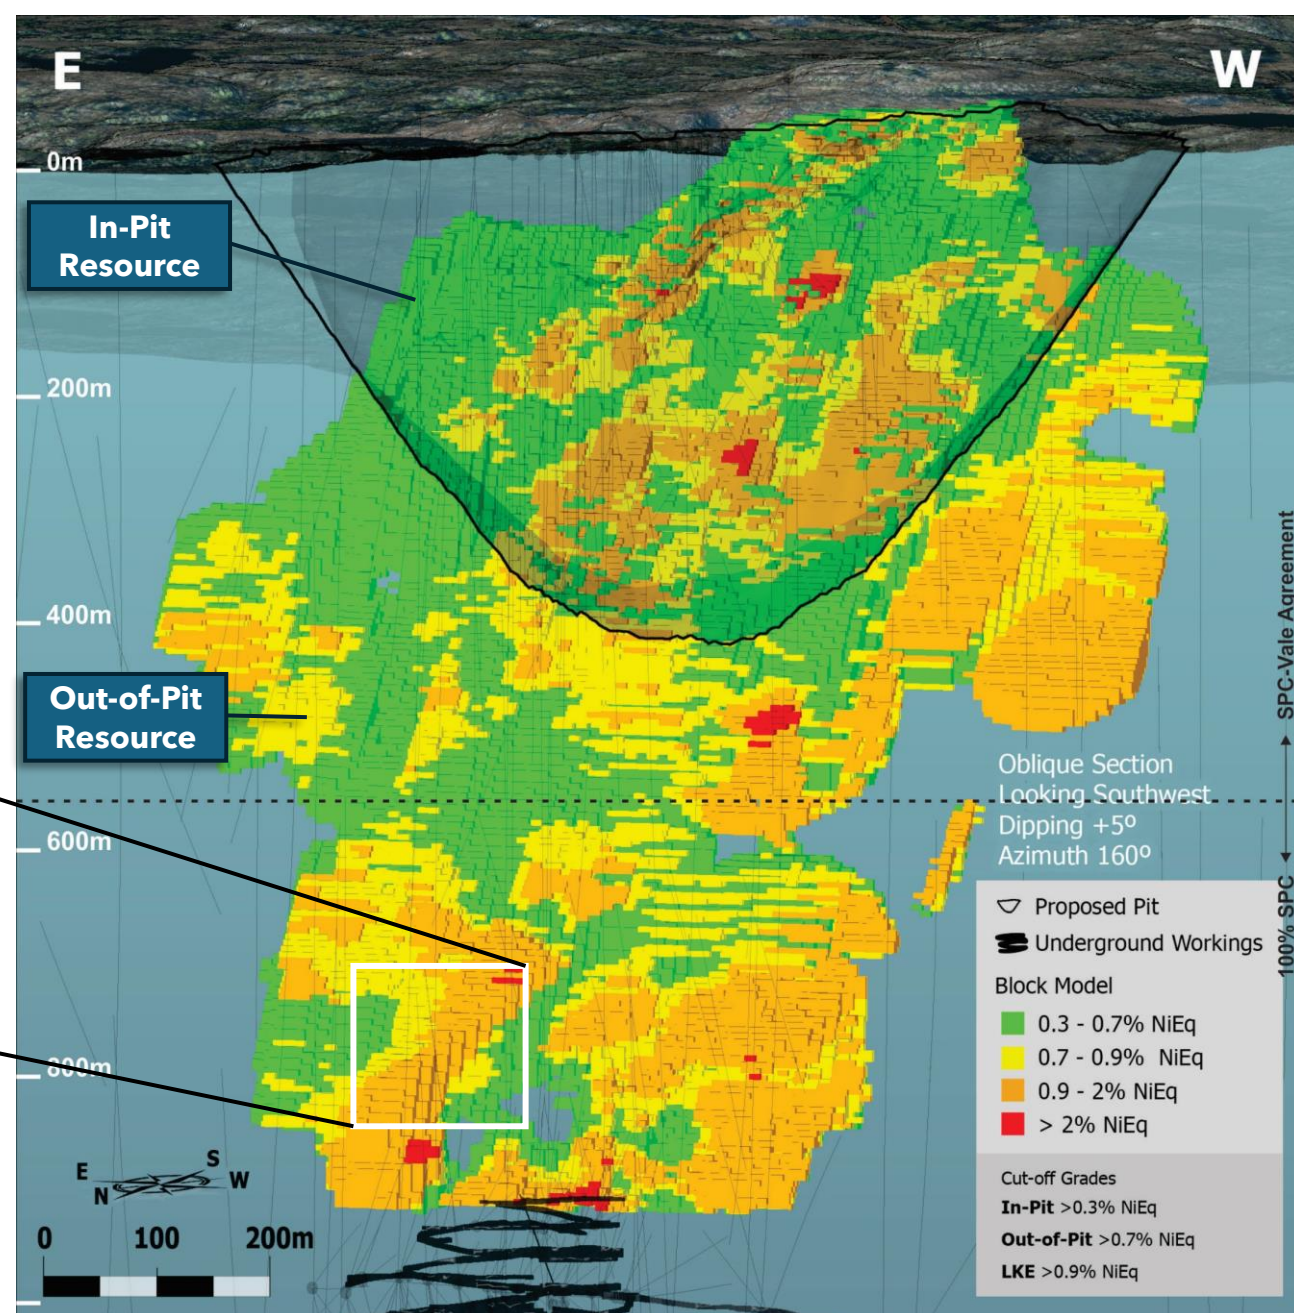 E
W
0m
In-Pit
Resource
200m
400m
Out-of-Pit
Resource
SPC-Vale Agreement
Oblique Section
Looking Southwest
Dipping +5º
Azimuth 160º
600m
100% SPC
Proposed Pit
Underground Workings
Block Model
0.3 - 0.7% NiEq
0.7 - 0.9% NiEq
0.9 - 2% NiEq
> 2% NiEq
800m
Cut-off Grades
In-Pit >0.3% NiEq
Out-of-Pit >0.7% NiEq
LKE >0.9% NiEq
E
S
N
W
0 100 200m